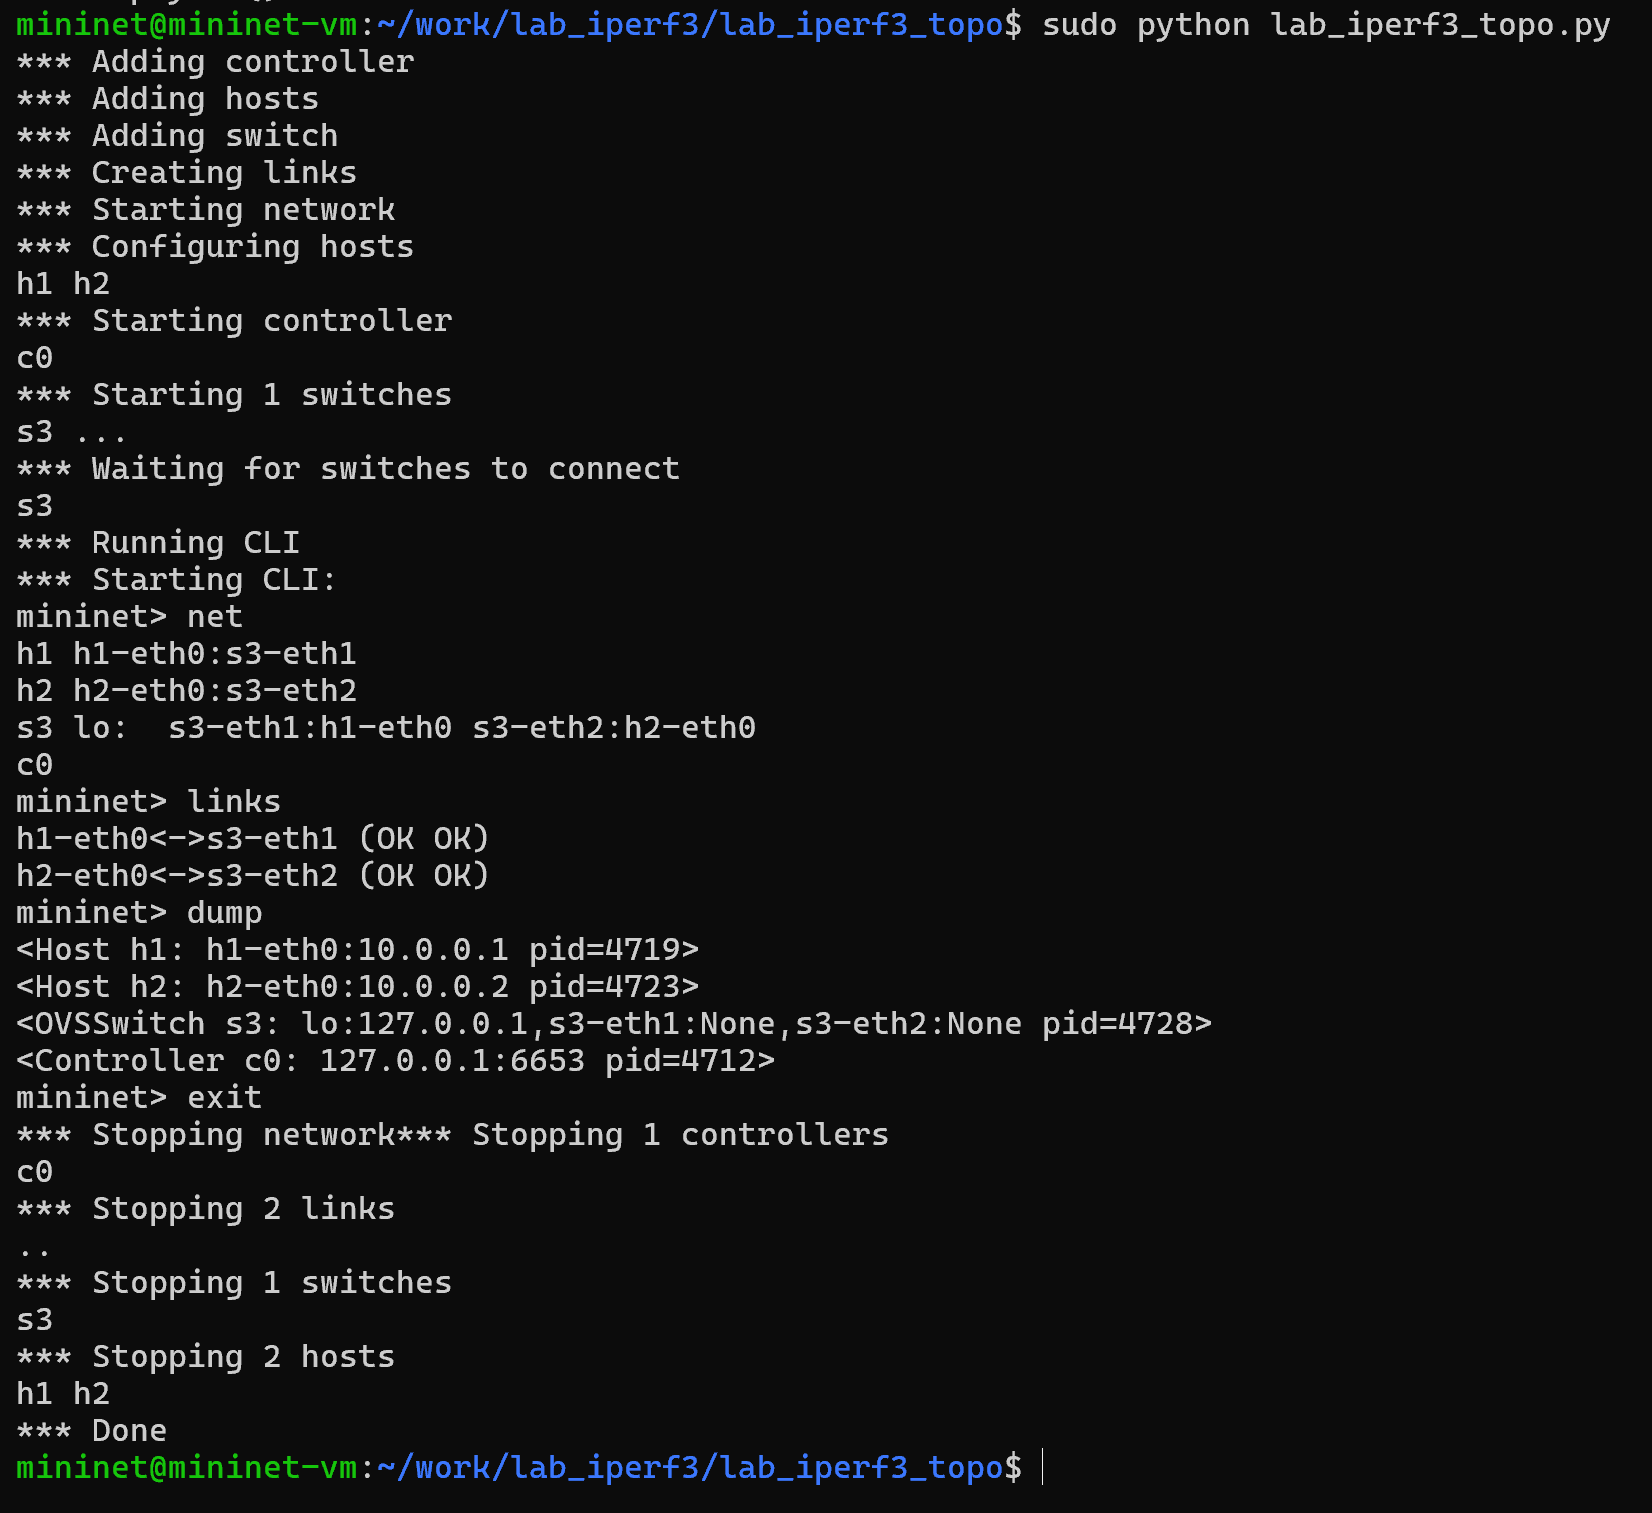 mininet@mininet-vm:~/work/lab_iperf3/lab_iperf3_topo$ sudo python lab_iperf3_topo.py
*** Adding controller
*** Adding hosts
*** Adding switch
*** Creating links
*** Starting network
*** Configuring hosts
h1 h2
*** Starting controller
c0
*** Starting 1 switches
s3 ...
*** Waiting for switches to connect
s3
*** Running CLI
*** Starting CLI:
mininet> net
h1 h1-eth0:s3-eth1
h2 h2-eth0:s3-eth2
s3 lo:  s3-eth1:h1-eth0 s3-eth2:h2-eth0
c0
mininet> links
h1-eth0<->s3-eth1 (OK OK)
h2-eth0<->s3-eth2 (OK OK)
mininet> dump
<Host h1: h1-eth0:10.0.0.1 pid=4719>
<Host h2: h2-eth0:10.0.0.2 pid=4723>
<OVSSwitch s3: lo:127.0.0.1,s3-eth1:None,s3-eth2:None pid=4728>
<Controller c0: 127.0.0.1:6653 pid=4712>
mininet> exit
*** Stopping network*** Stopping 1 controllers
c0
*** Stopping 2 links
..
*** Stopping 1 switches
s3
*** Stopping 2 hosts
h1 h2
*** Done
mininet@mininet-vm:~/work/lab_iperf3/lab_iperf3_topo$